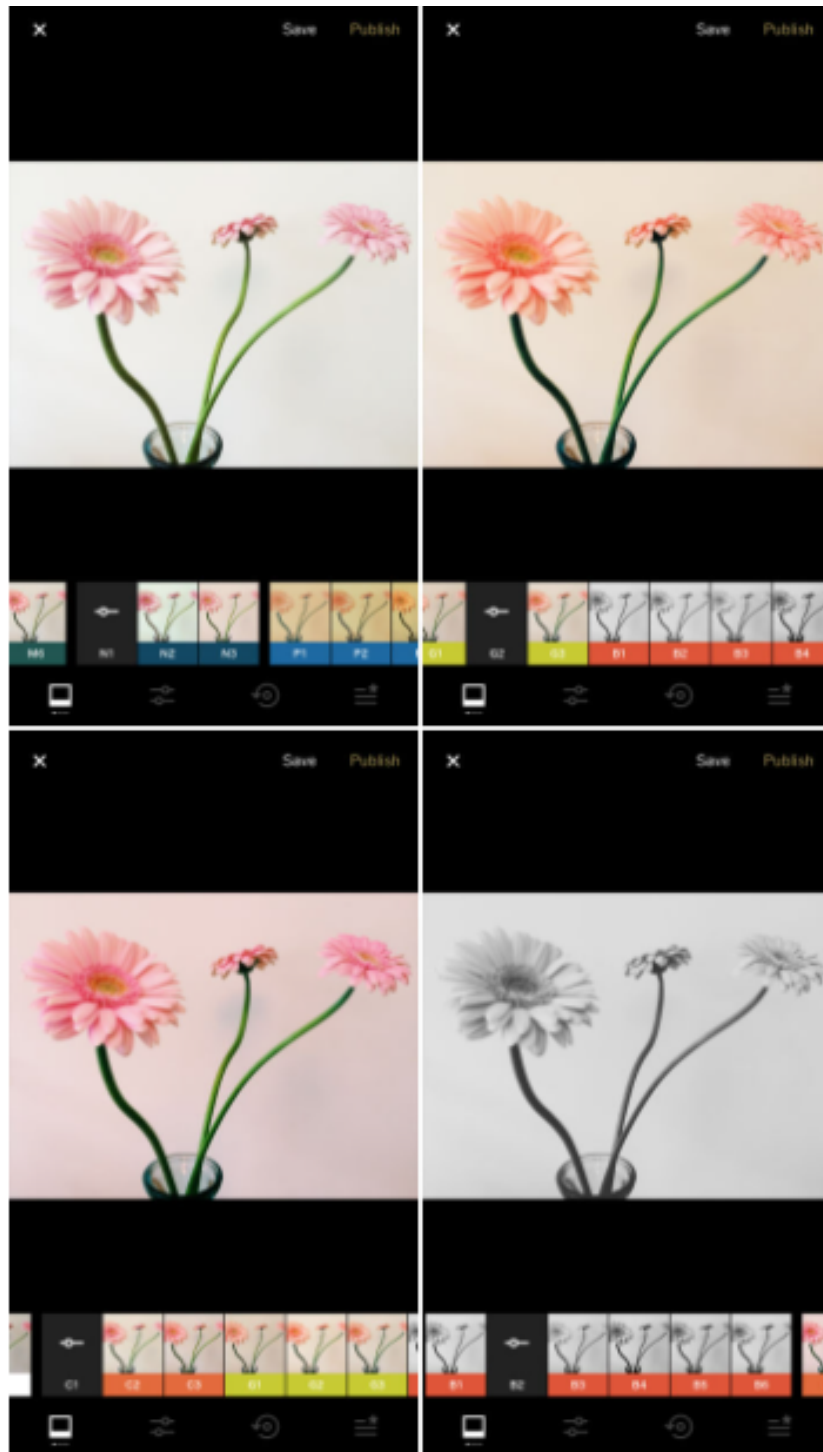 Save Publish
Save Publish
M6 N1 N2 N3 P1 P2
G1 G2 G3 B1 B2 B3 B4
Save Publish
Save Publish
C1 C2 C3 G1 G2 G3
B1 B2 B3 B4 B5 B6